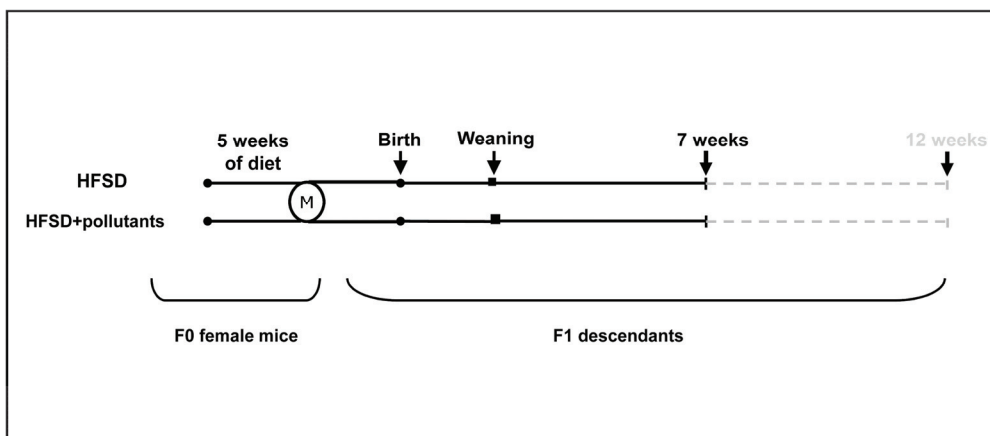 5 weeks
of diet
Birth
Weaning
7 weeks
12 weeks
HFSD
M
HFSD+pollutants
F0 female mice
F1 descendants